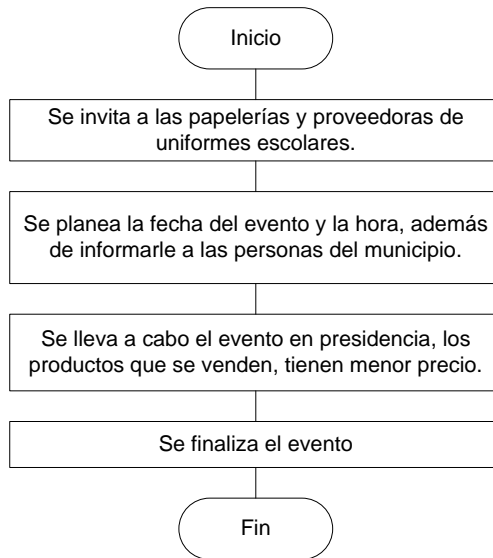 Inicio
Se invita a las papelerías y proveedoras de
uniformes escolares.
Se planea la fecha del evento y la hora, además
de informarle a las personas del municipio.
Se lleva a cabo el evento en presidencia, los
productos que se venden, tienen menor precio.
Se finaliza el evento
Fin